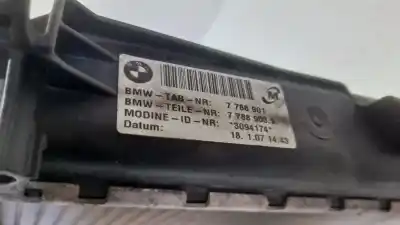 BMW-TAB-NR: 7 786 901
BMW-TEILE-NR: 7 788 903
MODINE-ID-NR: *3094174*
Datum: 18. 1.07 14:43